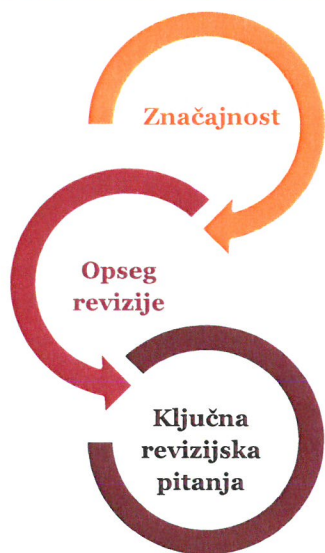 Značajnost
Opseg
revizije
Ključna
revizijska
pitanja